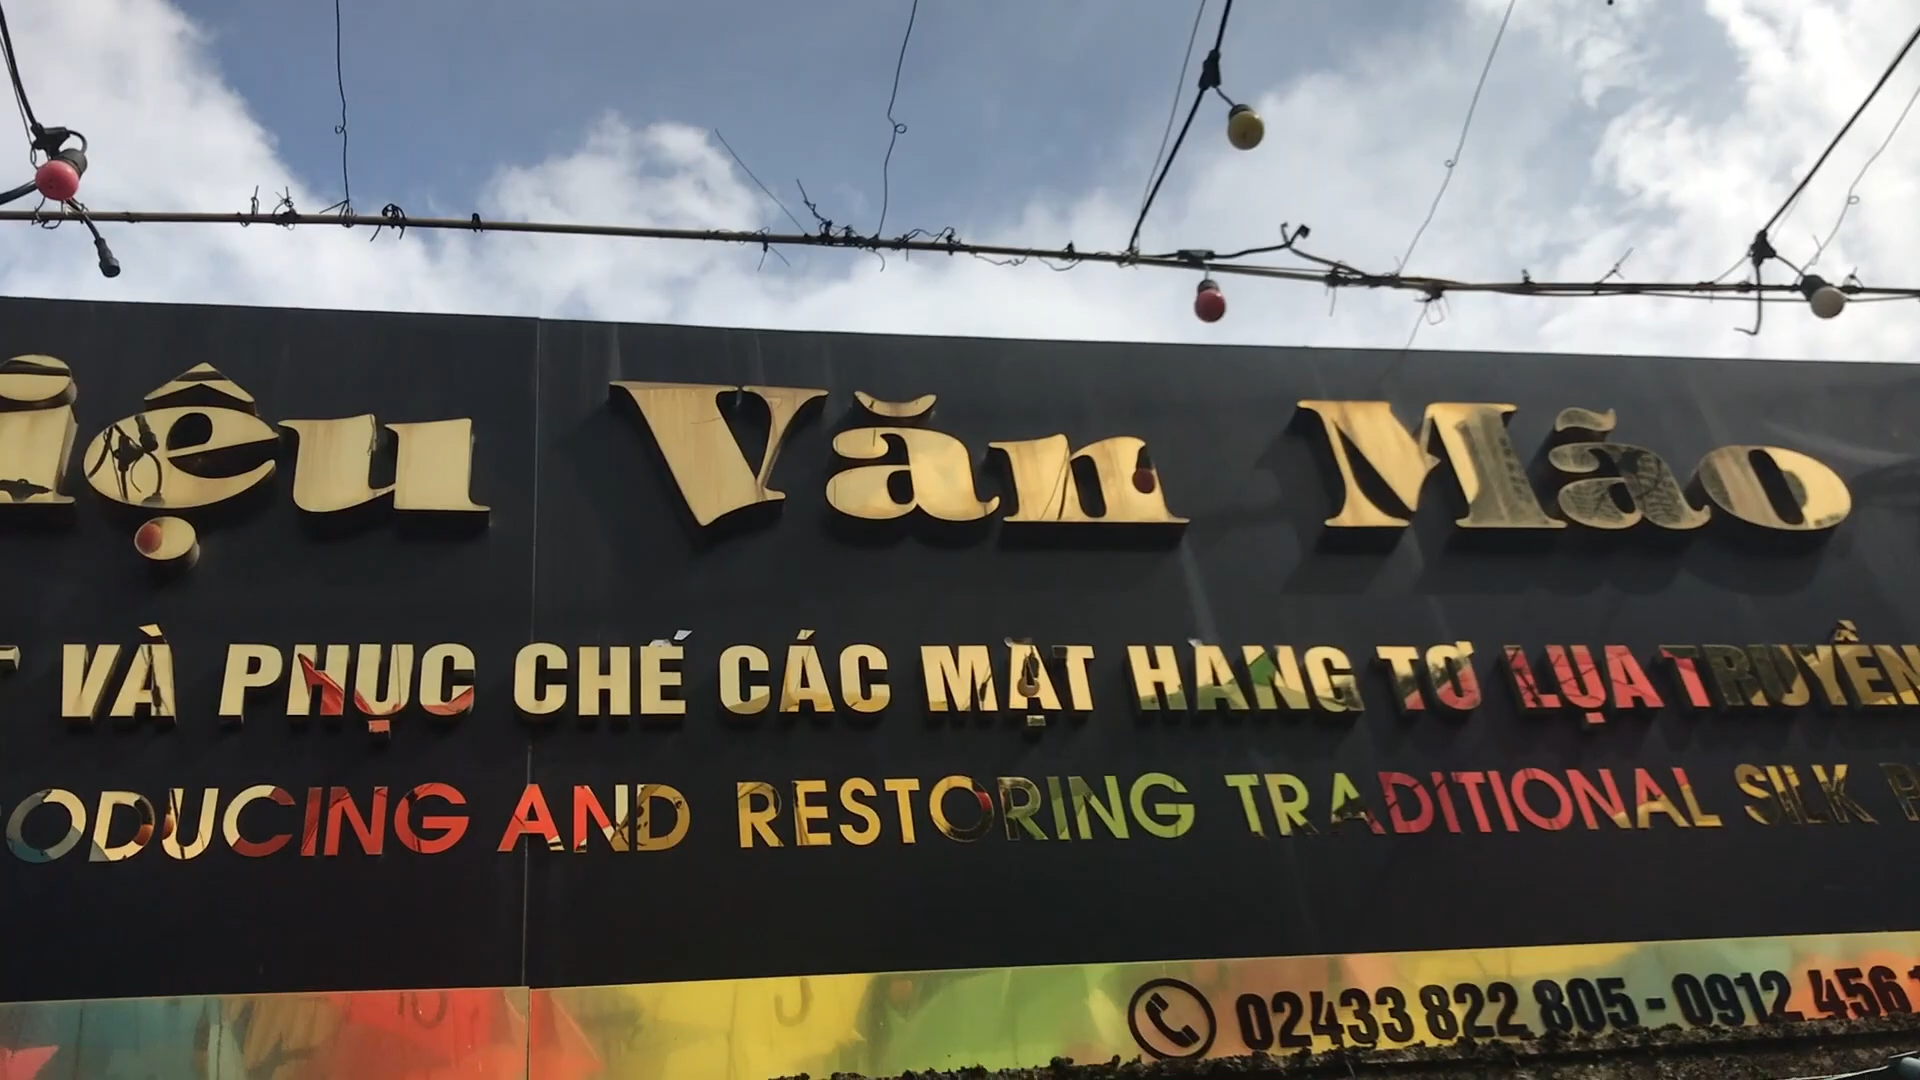 iệu Văn Mão
VÀ PHỤC CHẾ CÁC MẶT HÀNG TƠ LỤA TRUYỀN
ODUCING AND RESTORING TRADITIONAL SILK
02433 822 805 - 0912 456